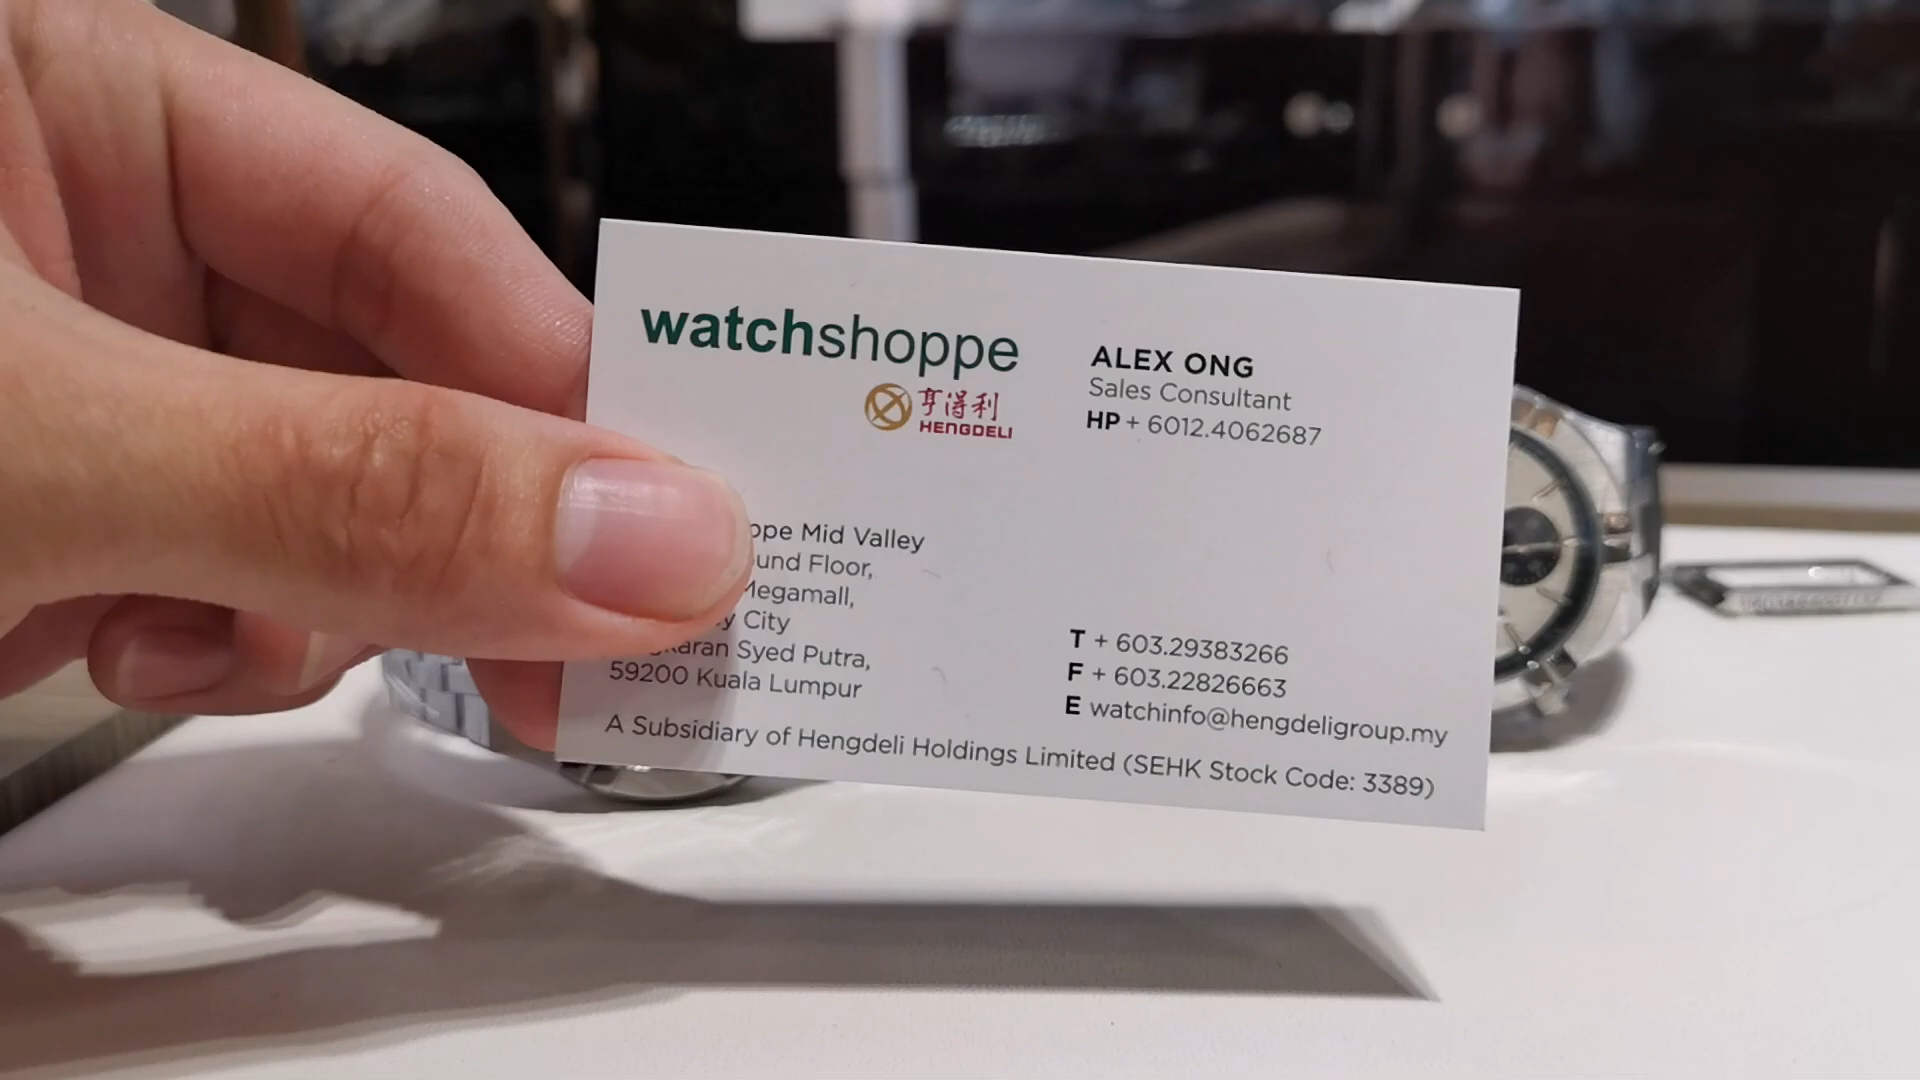 watchshoppe
亨得利
HENGDELI
ALEX ONG
Sales Consultant
HP + 6012.4062687
Mid Valley
Floor,
Megamall,
City
Syed Putra,
59200 Kuala Lumpur
T + 603.29383266
F + 603.22826663
E watchinfo@hengdeligroup.my
A Subsidiary of Hengdeli Holdings Limited (SEHK Stock Code: 3389)